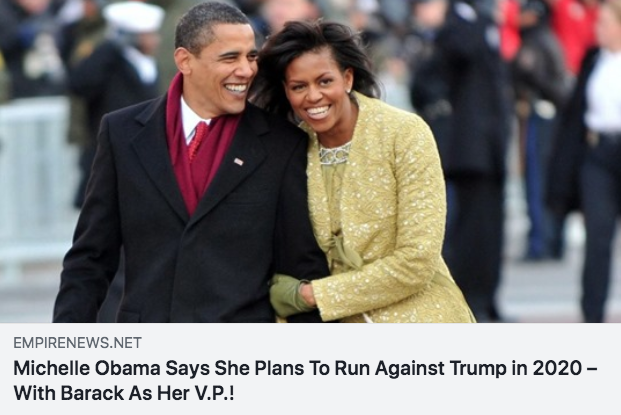 EMPIRENEWS.NET
Michelle Obama Says She Plans To Run Against Trump in 2020 –
With Barack As Her V.P.!